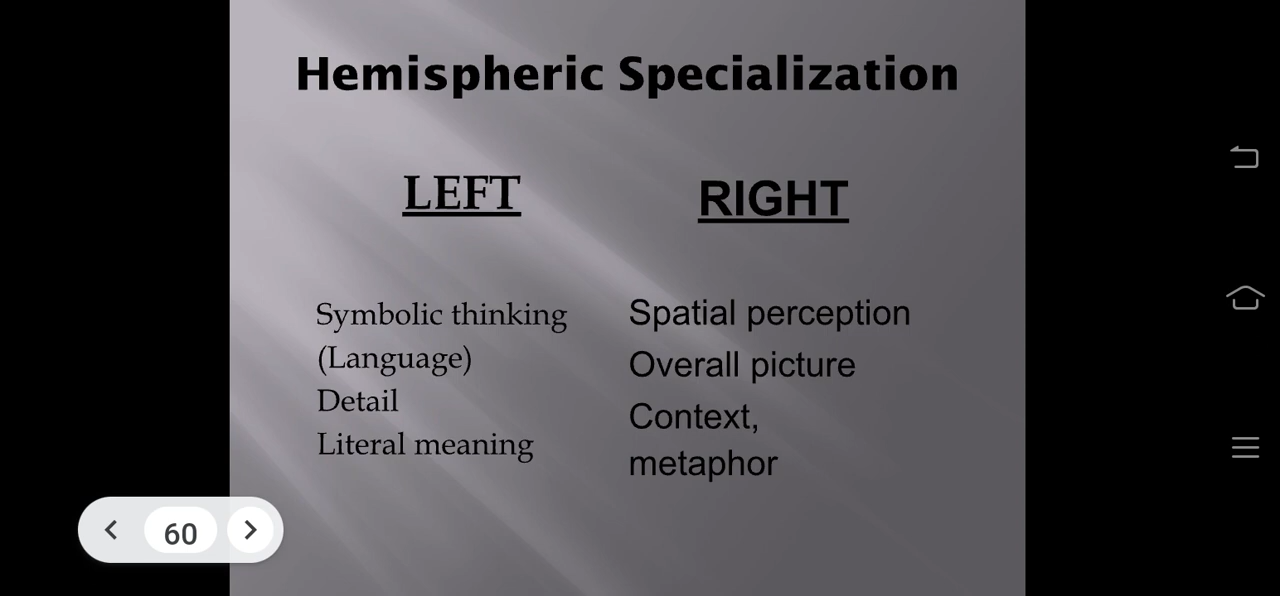 Hemispheric Specialization
LEFT
Symbolic thinking
(Language)
Detail
Literal meaning
RIGHT
Spatial perception
Overall picture
Context,
metaphor
60